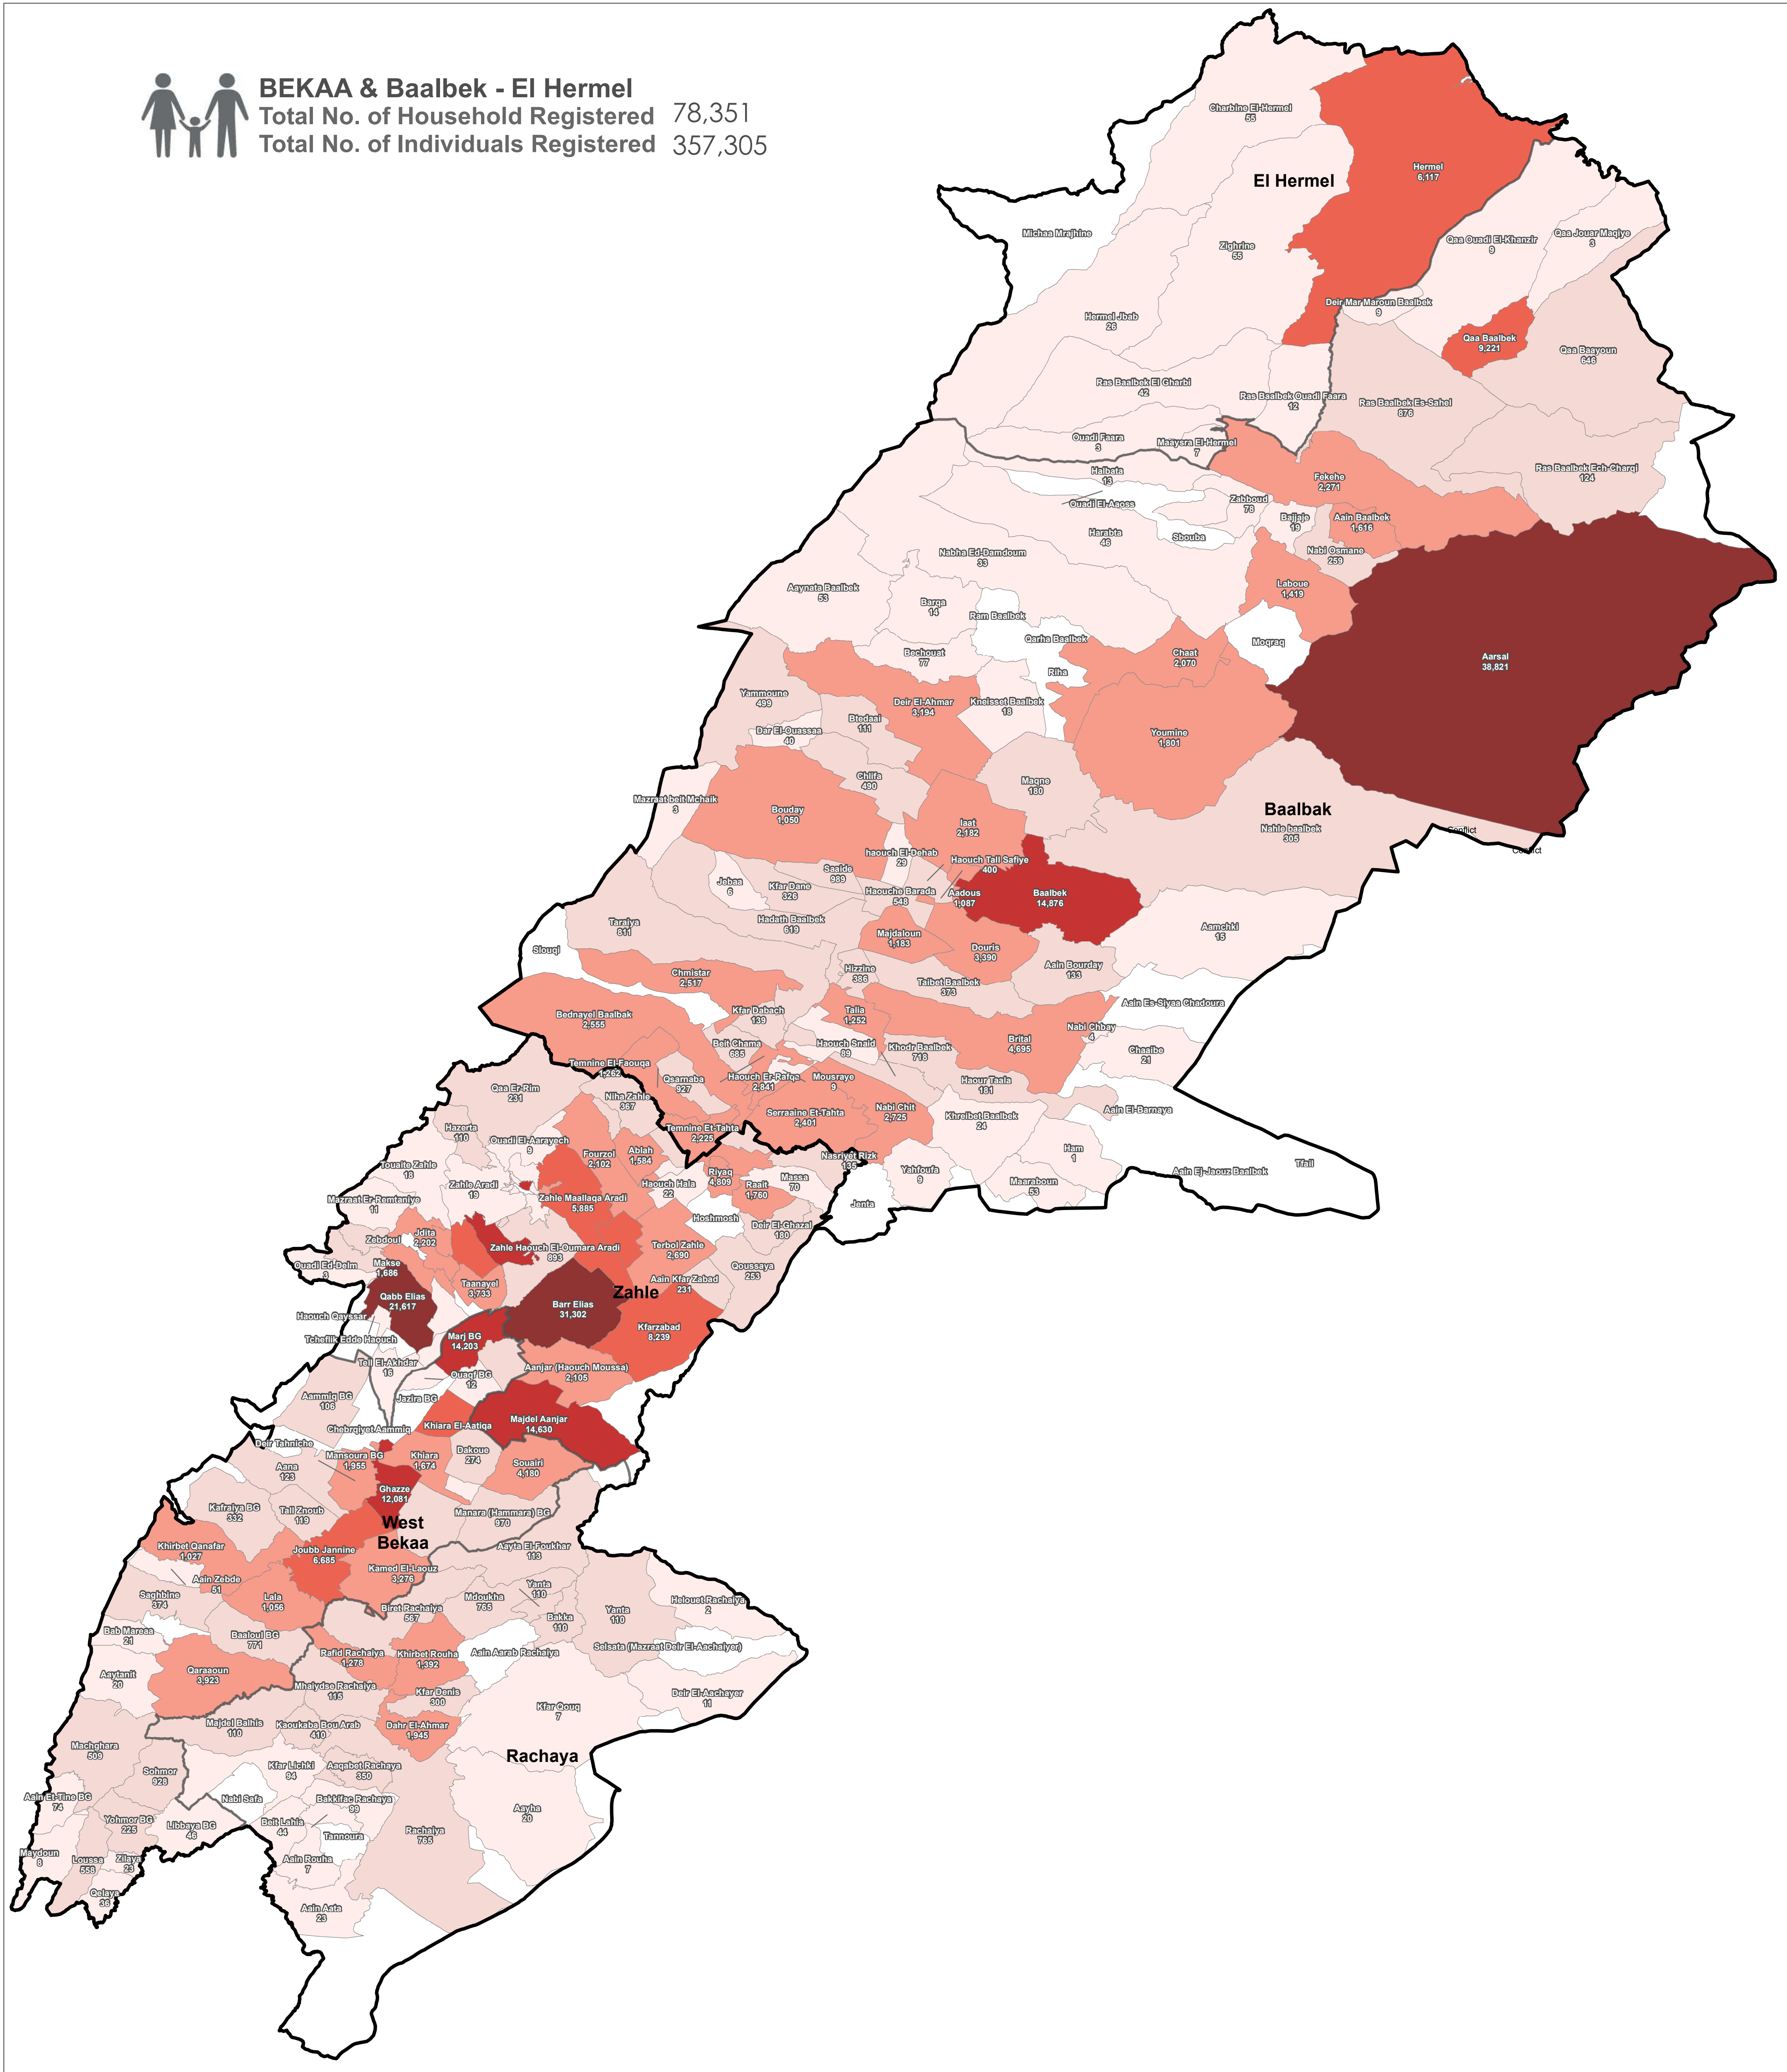 BEKAA & Baalbek - El Hermel
Total No. of Household Registered 78,351
Total No. of Individuals Registered 357,305
Charbine El-Hermel
55
Hermel
6,117
El Hermel
Michaa Mrajhine
Zighrine
55
Qaa Ouadi El-Khanzir
9
Qaa Jouar Maqiye
3
Hermel Jbab
26
Deir Mar Maroun Baalbek
9
Qaa Baalbek
9,221
Qaa Baayoun
646
Ras Baalbek El Gharbi
42
Ras Baalbek Ouadi Faara
12
Ras Baalbek Es-Sahel
876
Ouadi Faara
3
Maaysra El-Hermel
7
Halbata
13
Ouadi El-Aaoss
Fekehe
2,271
Ras Baalbek Ech-Charqi
124
Zabboud
78
Bajjaje
19
Aain Baalbek
1,616
Harabta
46
Sbouba
Nabi Osmane
259
Nabha Ed-Damdoum
33
Aaynata Baalbek
53
Laboue
1,419
Barqa
14
Ram Baalbek
Qarha Baalbek
Moqraq
Bechouat
77
Chaat
2,070
Aarsal
38,821
Riha
Yammoune
499
Deir El-Ahmar
3,194
Kneisset Baalbek
18
Btedaai
111
Dar El-Ouassaa
40
Youmine
1,801
Chlifa
490
Maqne
180
Mazraat beit Mchaik
3
Bouday
1,050
Baalbak
Iaat
2,182
Nahle baalbek
305
Conflict
Conflict
haouch El-Dehab
29
Haouch Tall Safiye
400
Saaide
989
Jebaa
6
Kfar Dane
326
Haouche Barada
548
Aadous
1,087
Baalbek
14,876
Taraiya
811
Hadath Baalbek
619
Majdaloun
1,183
Aamchki
15
Slouqi
Douris
3,390
Chmistar
2,517
Hizzine
386
Aain Bourday
133
Taibet Baalbek
373
Aain Es-Siyaa Chadoura
Bednayel Baalbak
2,555
Kfar Dabach
139
Talia
1,252
Nabi Chbay
4
Beit Chama
685
Haouch Snaid
89
Khodr Baalbek
718
Brital
4,695
Chaaibe
21
Temnine El-Faouqa
1,262
Qsarnaba
927
Haouch Er-Rafqa
2,841
Mousraye
9
Haour Taala
181
Qaa Er-Rim
231
Niha Zahle
367
Serraaine Et-Tahta
2,401
Nabi Chit
2,725
Khreibet Baalbek
24
Aain El-Barnaya
Hazerta
110
Temnine Et-Tahta
2,225
Ouadi El-Aarayech
9
Fourzol
2,102
Ablah
1,584
Ham
1
Touaite Zahle
18
Nasriyet Rizk
135
Yahfoufa
9
Aain Ej-Jaouz Baalbek
Tfail
Zahle Aradi
19
Riyaq
4,809
Massa
70
Raait
1,760
Haouch Hala
22
Maaraboun
53
Mazraat Er-Remtaniye
11
Zahle Maallaqa Aradi
5,885
Jenta
Hoshmosh
Deir El-Ghazal
180
Jdita
2,202
Zebdoul
Zahle Haouch El-Oumara Aradi
893
Terbol Zahle
2,690
Ouadi Ed-Delm
3
Makse
1,686
Qoussaya
253
Taanayel
3,733
Aain Kfar Zabad
231
Qabb Elias
21,617
Zahle
Barr Elias
31,302
Haouch Qayssar
Kfarzabad
8,239
Tcheflik Edde Haouch
Marj BG
14,203
Tell El-Akhdar
16
Aanjar (Haouch Moussa)
2,105
Ouaqf BG
12
Aammiq BG
106
Jazira BG
Chebrqiyet Aammiq
Khiara El-Aatiqa
Majdel Aanjar
14,630
Deir Tahniche
Mansoura BG
1,955
Khiara
1,674
Dakoue
274
Souairi
4,180
Aana
123
Ghazze
12,081
Kafraiya BG
332
Tall Znoub
119
Manara (Hammara) BG
970
West
Bekaa
Khirbet Qanafar
1,027
Joubb Jannine
6,685
Aayta El-Foukhar
113
Kamed El-Laouz
3,276
Aain Zebde
51
Yanta
110
Saghbine
374
Lala
1,056
Mdoukha
765
Helouet Rachaiya
2
Biret Rachaiya
567
Bakka
110
Yanta
110
Bab Mareaa
21
Baaloul BG
771
Selsata (Mazraat Deir El-Aachaiyer)
Rafid Rachaiya
1,278
Khirbet Rouha
1,392
Aain Aarab Rachaiya
Aaytanit
20
Qaraaoun
3,923
Mhaiydse Rachaiya
115
Kfar Denis
300
Deir El-Aachayer
11
Kfar Qouq
7
Majdel Balhis
110
Kaoukaba Bou Arab
410
Dahr El-Ahmar
1,945
Machghara
509
Rachaya
Sohmor
928
Kfar Lichki
94
Aaqabet Rachaya
350
Aain Et-Tine BG
74
Nabi Safa
Bakkifac Rachaya
99
Aayha
20
Yohmor BG
225
Libbaya BG
46
Beit Lahia
44
Tannoura
Rachaiya
765
Maydoun
8
Loussa
558
Zilaya
23
Aain Rouha
7
Qelaya
36
Aain Aata
23